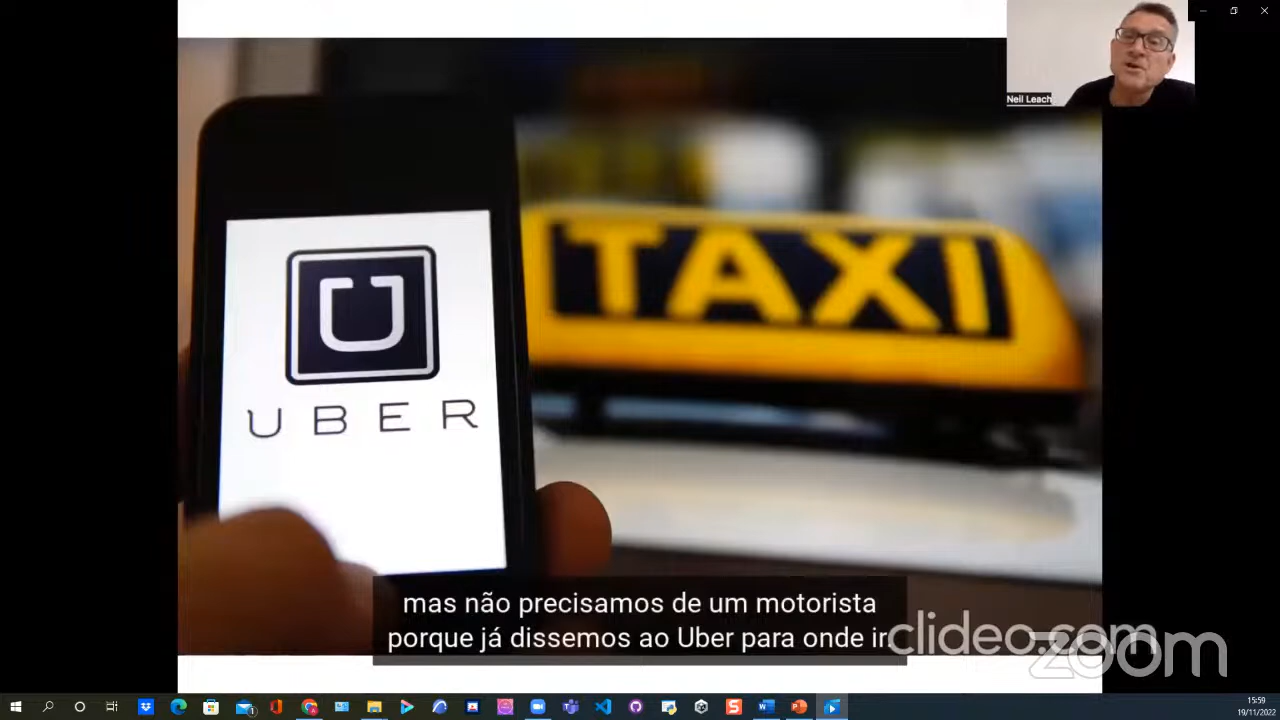 Neil Leach
TAXI
U
UBER
mas não precisamos de um motorista
porque já dissemos ao Uber para onde ir
clideo.com
zoom
15:59
19/11/2022